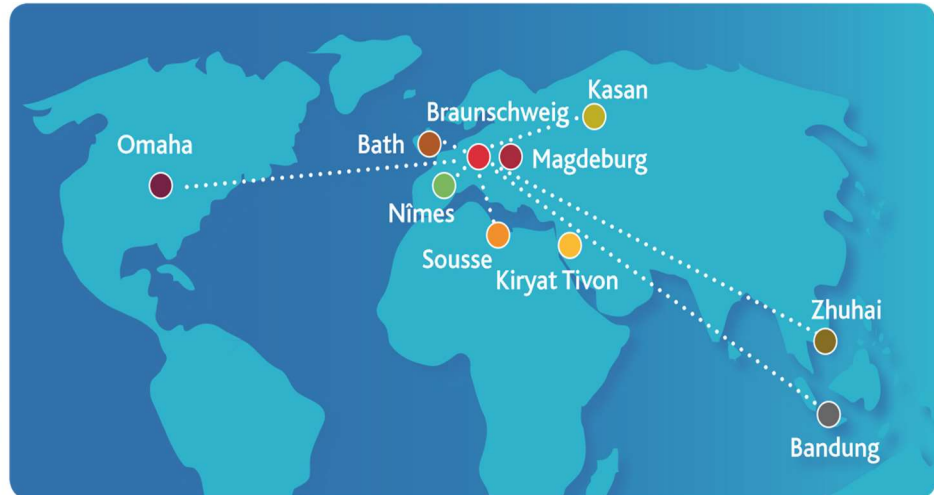 Kasan
Braunschweig
Omaha
Bath
Magdeburg
Nîmes
Sousse
Kiryat Tivon
Zhuhai
Bandung